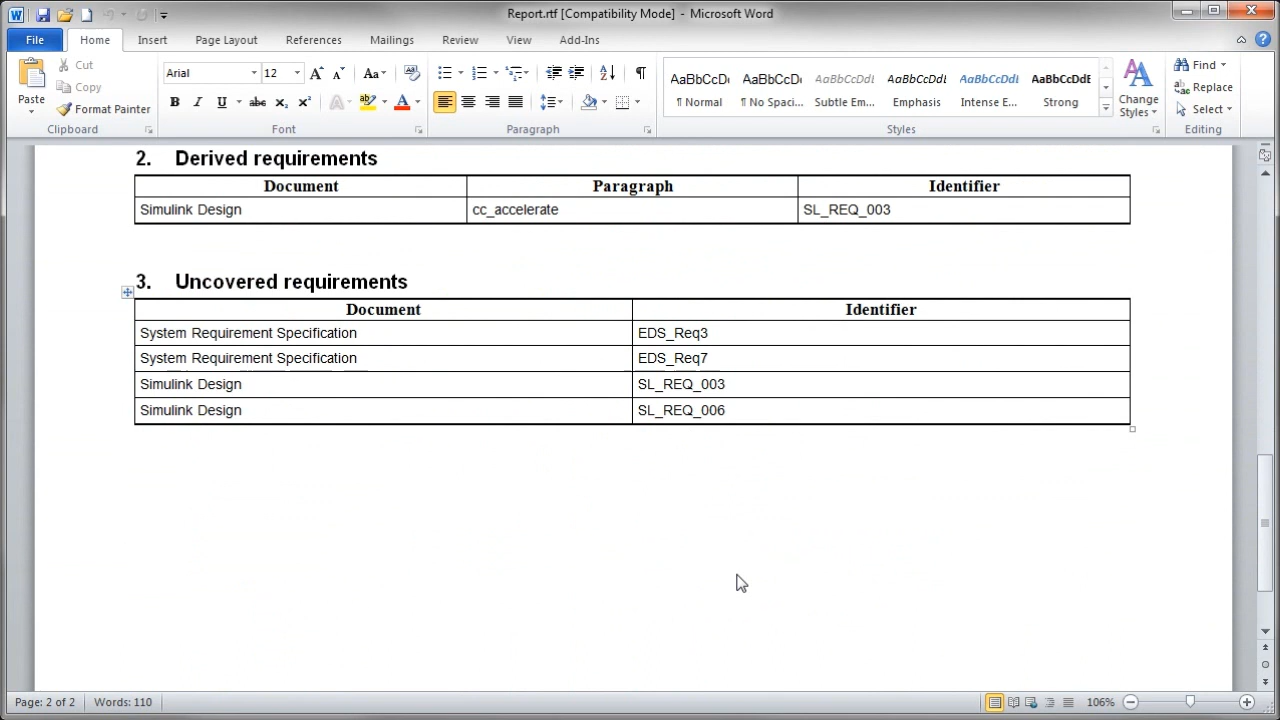 Report.rtf [Compatibility Mode] - Microsoft Word
File Home Insert Page Layout References Mailings Review View Add-Ins
Paste
Cut
Copy
Format Painter
Clipboard
Arial 12
Font
Paragraph
AaBbCcDd AaBbCcDd AaBbCcDd AaBbCcDd AaBbCcDd AaBbCcDd
¶ Normal ¶ No Spaci... Subtle Em... Emphasis Intense E... Strong
Styles
Change
Styles
Find
Replace
Select
Editing
2. Derived requirements
Document Paragraph Identifier
Simulink Design cc_accelerate SL_REQ_003
3. Uncovered requirements
Document Identifier
System Requirement Specification EDS_Req3
System Requirement Specification EDS_Req7
Simulink Design SL_REQ_003
Simulink Design SL_REQ_006
Page: 2 of 2 Words: 110 106%